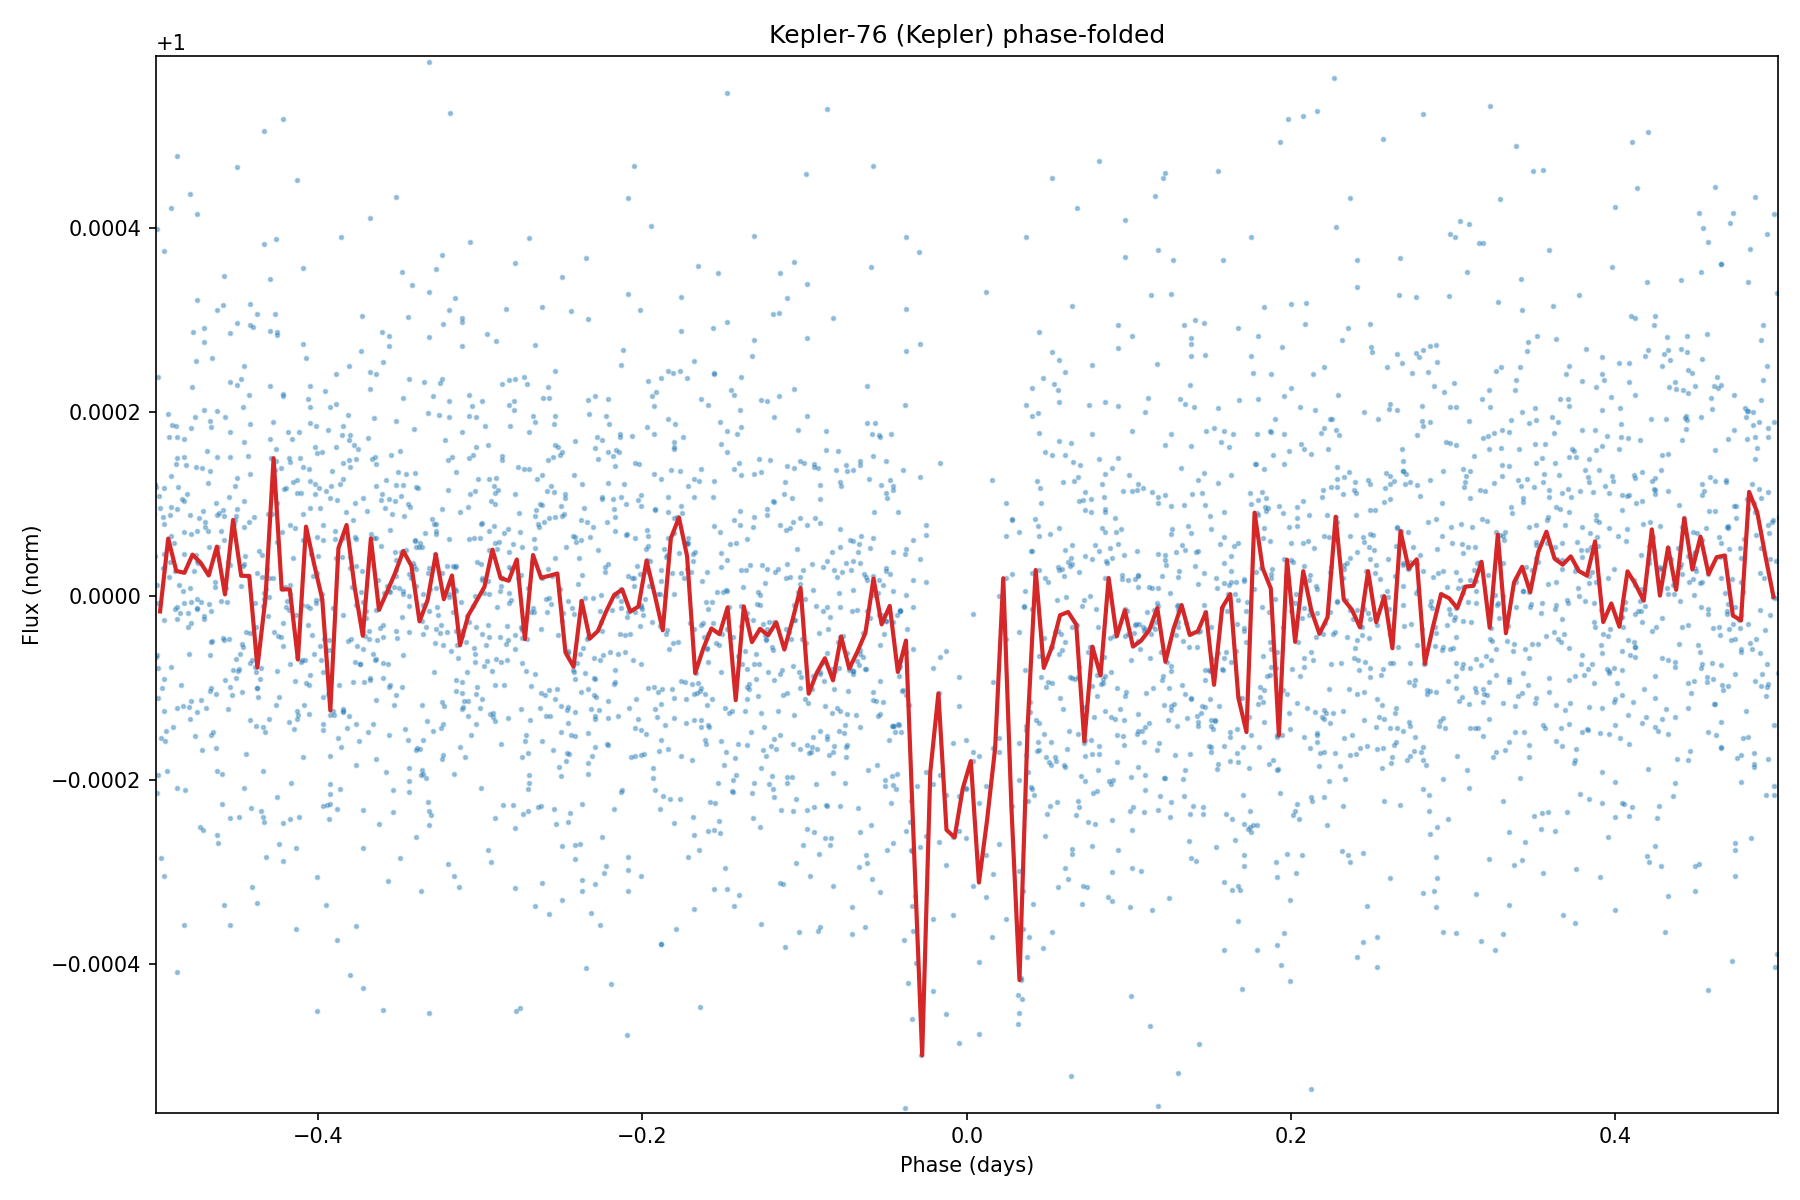 Kepler-76 (Kepler) phase-folded
+1
0.0004
0.0002
0.0000
−0.0002
−0.0004
Flux (norm)
−0.4 −0.2 0.0 0.2 0.4
Phase (days)